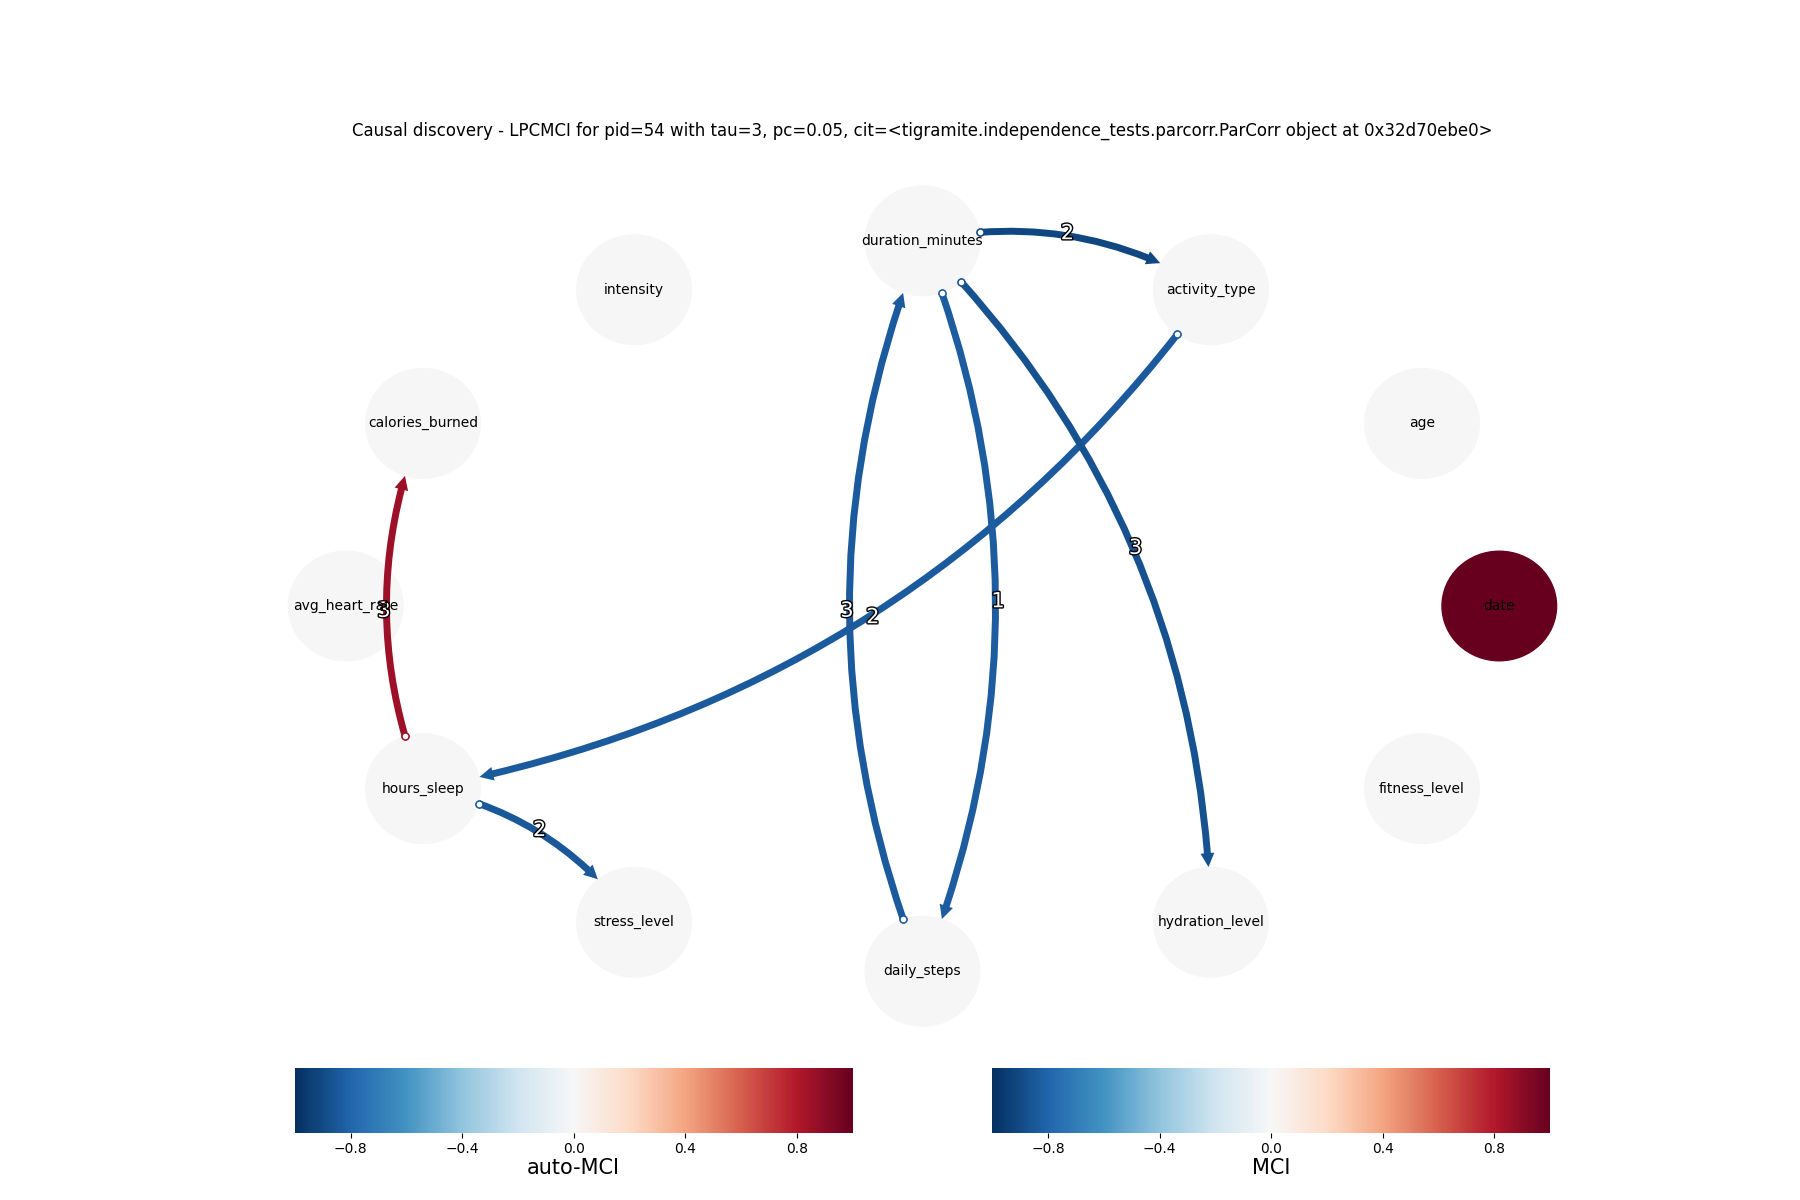 Causal discovery - LPCMCI for pid=54 with tau=3, pc=0.05, cit=<tigramite.independence_tests.parcorr.ParCorr object at 0x32d70ebe0>
duration_minutes
2
intensity
activity_type
calories_burned
age
3
avg_heart_rate
3
3
2
1
date
hours_sleep
fitness_level
2
stress_level
hydration_level
daily_steps
−0.8 −0.4 0.0 0.4 0.8
auto-MCI
−0.8 −0.4 0.0 0.4 0.8
MCI